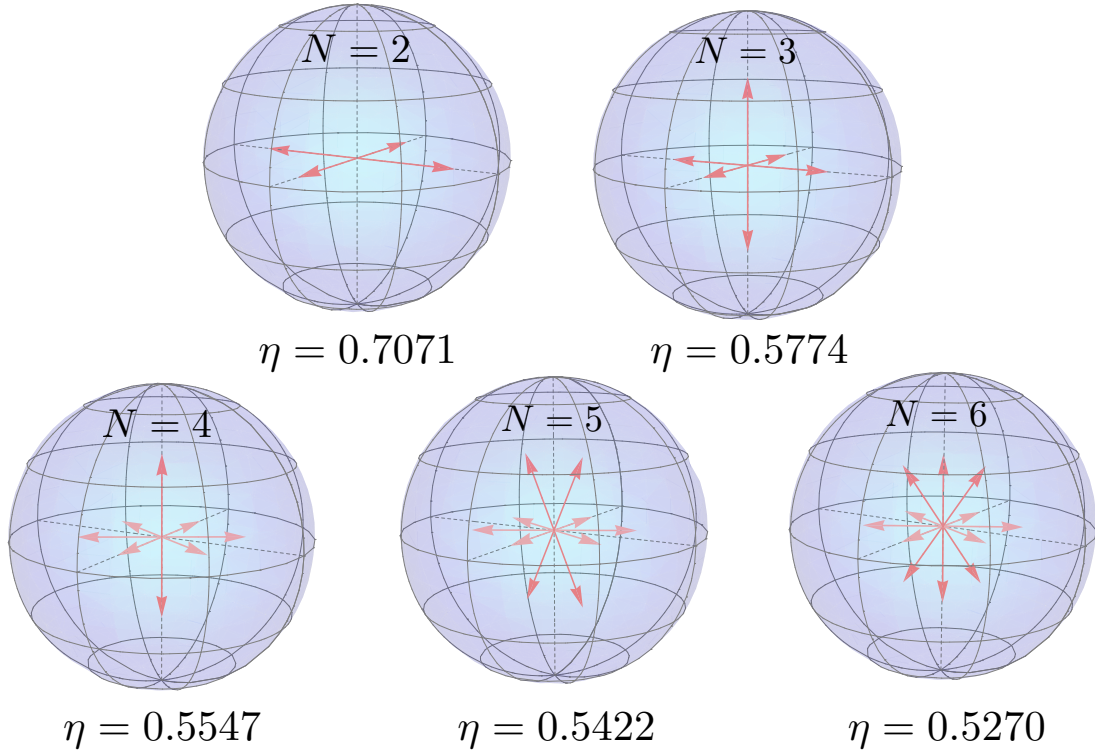 N = 2
N = 3
η = 0.7071
η = 0.5774
N = 4
N = 5
N = 6
η = 0.5547
η = 0.5422
η = 0.5270